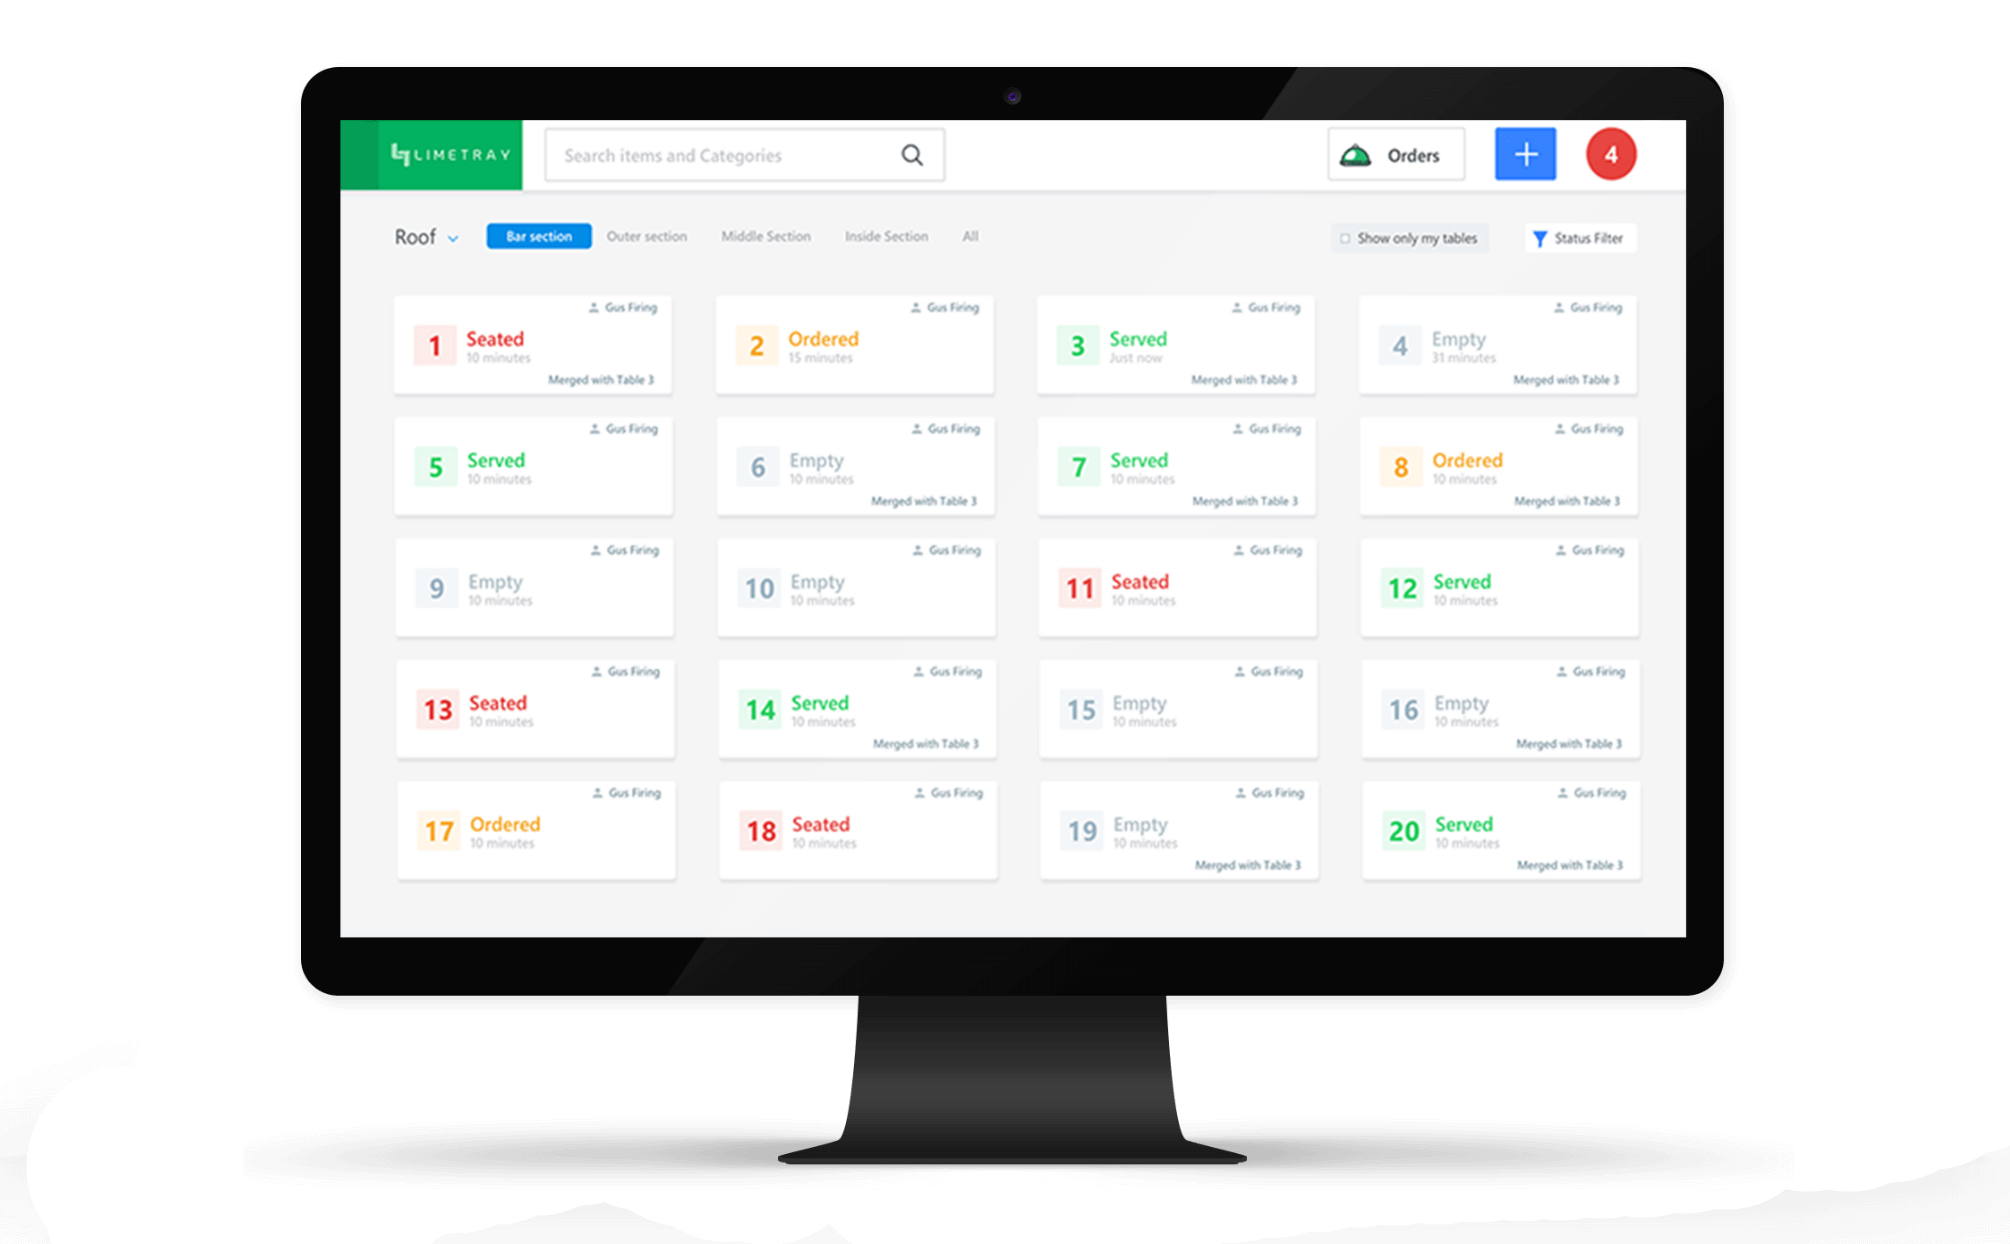 LIMETRAY
Search items and Categories
Orders
4
Roof
Bar section
Outer section
Middle Section
Inside Section
All
Show only my tables
Status Filter
Gus Firing
1
Seated
10 minutes
Merged with Table 3
Gus Firing
2
Ordered
15 minutes
Gus Firing
3
Served
Just now
Merged with Table 3
Gus Firing
4
Empty
31 minutes
Merged with Table 3
Gus Firing
5
Served
10 minutes
Gus Firing
6
Empty
10 minutes
Merged with Table 3
Gus Firing
7
Served
10 minutes
Merged with Table 3
Gus Firing
8
Ordered
10 minutes
Merged with Table 3
Gus Firing
9
Empty
10 minutes
Gus Firing
10
Empty
10 minutes
Gus Firing
11
Seated
10 minutes
Gus Firing
12
Served
10 minutes
Gus Firing
13
Seated
10 minutes
Gus Firing
14
Served
10 minutes
Merged with Table 3
Gus Firing
15
Empty
10 minutes
Gus Firing
16
Empty
10 minutes
Merged with Table 3
Gus Firing
17
Ordered
10 minutes
Gus Firing
18
Seated
10 minutes
Gus Firing
19
Empty
10 minutes
Merged with Table 3
Gus Firing
20
Served
10 minutes
Merged with Table 3